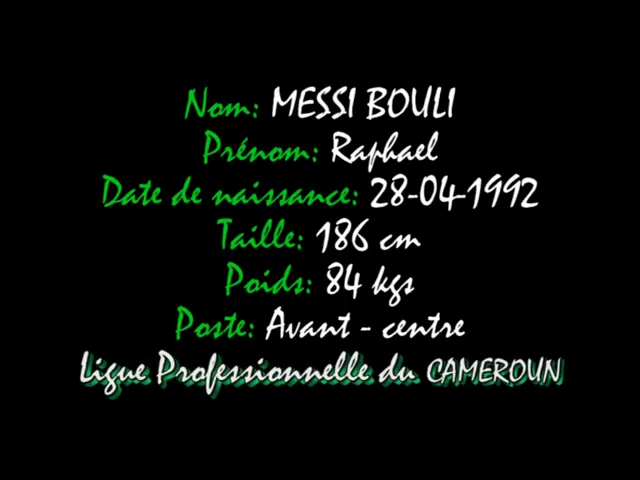 Nom: MESSI BOULI
Prénom: Raphael
Date de naissance: 28-04-1992
Taille: 186 cm
Poids: 84 kgs
Poste: Avant - centre
Ligue Professionnelle du CAMEROUN